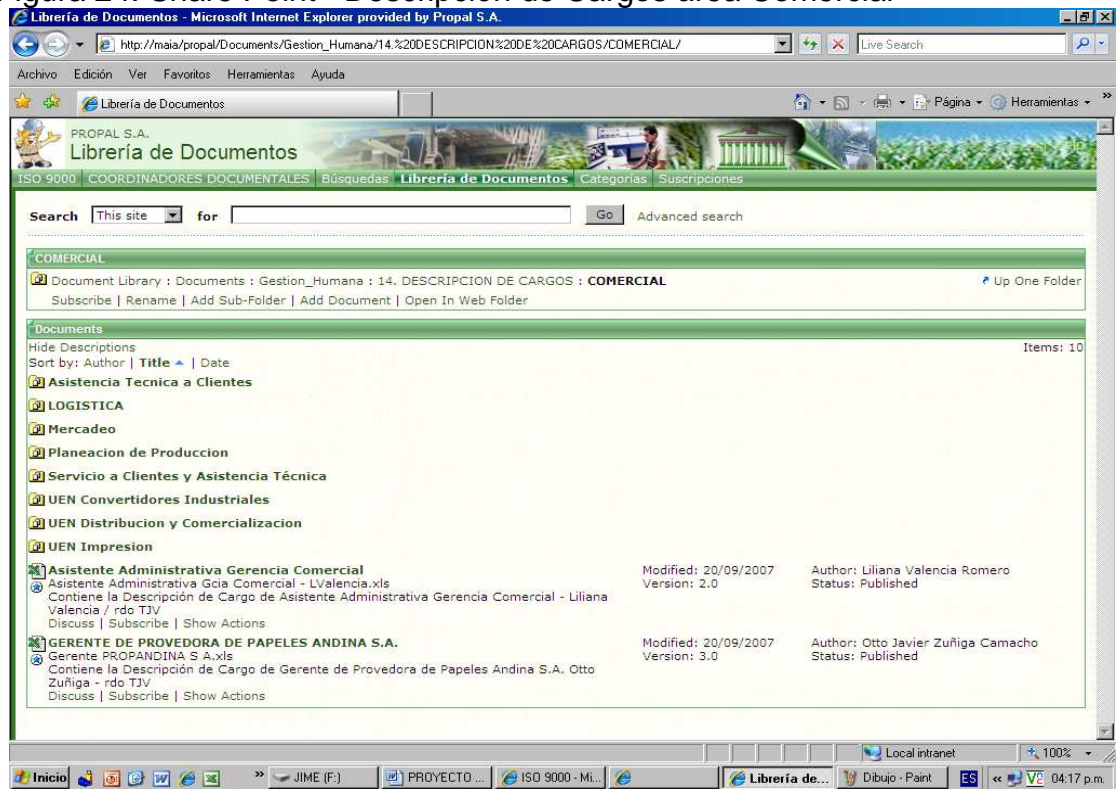 Figura 24. Share Point - Descripción de Cargos área Comercial
Librería de Documentos - Microsoft Internet Explorer provided by Propal S.A.
http://maia/propal/Documents/Gestion_Humana/14.%20DESCRIPCION%20DE%20CARGOS/COMERCIAL/
Live Search
Archivo Edición Ver Favoritos Herramientas Ayuda
Librería de Documentos
Página
Herramientas
PROPAL S.A.
Librería de Documentos
ISO 9000 COORDINADORES DOCUMENTALES Búsquedas Librería de Documentos Categorías Suscripciones
Search This site for Go Advanced search
COMERCIAL
Document Library : Documents : Gestion_Humana : 14. DESCRIPCION DE CARGOS : COMERCIAL Up One Folder
Subscribe | Rename | Add Sub-Folder | Add Document | Open In Web Folder
Documents
Hide Descriptions Items: 10
Sort by: Author | Title | Date
Asistencia Tecnica a Clientes
LOGISTICA
Mercadeo
Planeacion de Produccion
Servicio a Clientes y Asistencia Técnica
UEN Convertidores Industriales
UEN Distribucion y Comercializacion
UEN Impresion
Asistente Administrativa Gerencia Comercial Modified: 20/09/2007 Author: Liliana Valencia Romero
Asistente Administrativa Gcia Comercial - LValencia.xls Version: 2.0 Status: Published
Contiene la Descripción de Cargo de Asistente Administrativa Gerencia Comercial - Liliana
Valencia / rdo TJV
Discuss | Subscribe | Show Actions
GERENTE DE PROVEDORA DE PAPELES ANDINA S.A. Modified: 20/09/2007 Author: Otto Javier Zuñiga Camacho
Gerente PROPANDINA S A.xls Version: 3.0 Status: Published
Contiene la Descripción de Cargo de Gerente de Provedora de Papeles Andina S.A. Otto
Zuñiga - rdo TJV
Discuss | Subscribe | Show Actions
Local intranet 100%
Inicio » JIME (F:) PROYECTO ... ISO 9000 - Mi... Librería de... Dibujo - Paint ES « 04:17 p.m.